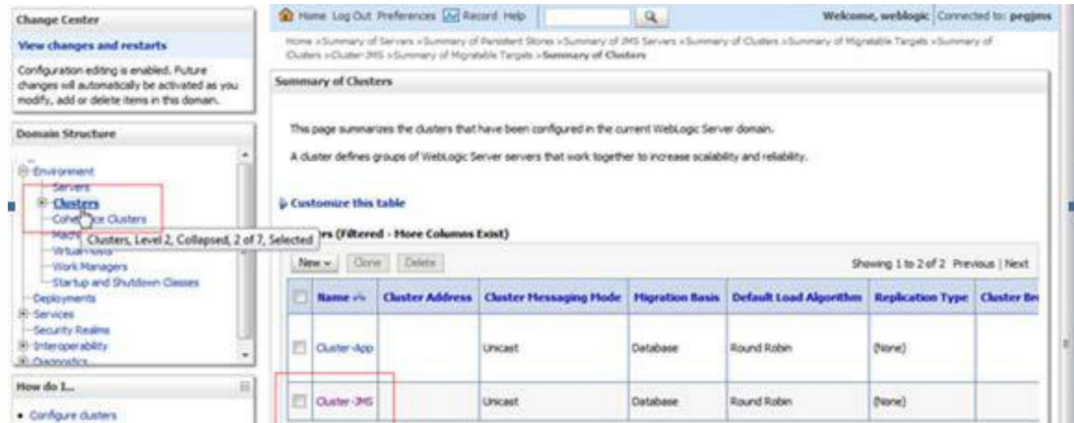 Change Center
View changes and restarts
Configuration editing is enabled. Future
changes will automatically be activated as you
modify, add or delete items in this domain.
Domain Structure
Environment
Servers
Clusters
Coherence Clusters
Clusters, Level 2, Collapsed, 2 of 7, Selected
Work Managers
Startup and Shutdown Classes
Deployments
Services
Security Realms
Interoperability
Diagnostics
How do I...
Configure clusters
Home Log Out Preferences Record Help
Welcome, weblogic Connected to: pegjms
Home >Summary of Servers >Summary of Persistent Stores >Summary of JMS Servers >Summary of Clusters >Summary of Migratable Targets >Summary of
Clusters >Cluster-JMS >Summary of Migratable Targets >Summary of Clusters
Summary of Clusters
This page summarizes the clusters that have been configured in the current WebLogic Server domain.
A cluster defines groups of WebLogic Server servers that work together to increase scalability and reliability.
Customize this table
rs (Filtered - More Columns Exist)
New Clone Delete
Showing 1 to 2 of 2 Previous | Next
Name Cluster Address Cluster Messaging Mode Migration Basis Default Load Algorithm Replication Type Cluster Br
Cluster-App Unicast Database Round Robin (None)
Cluster-JMS Unicast Database Round Robin (None)